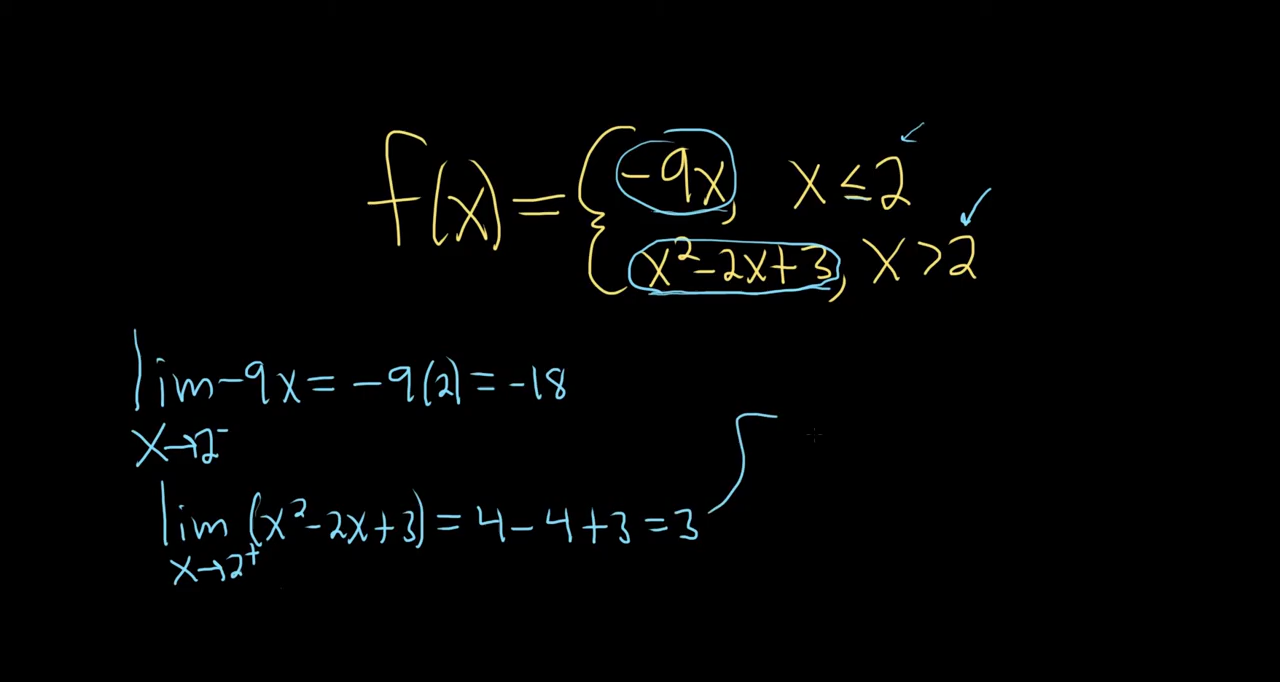 f(x) = { -9x, x ≤ 2
x² - 2x + 3, x > 2
lim -9x = -9(2) = -18
x→2⁻
lim (x² - 2x + 3) = 4 - 4 + 3 = 3
x→2⁺